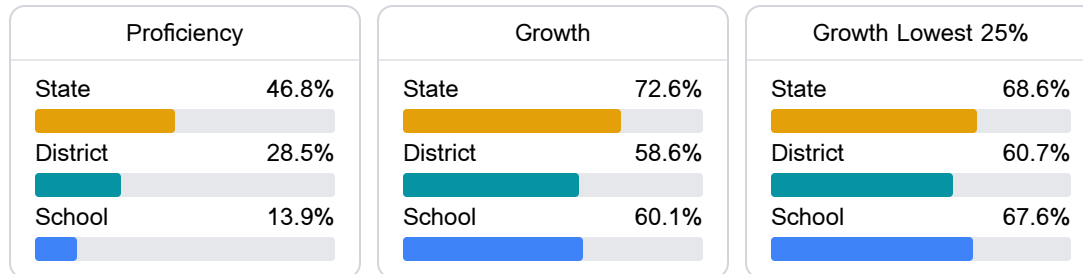 Proficiency
State 46.8%
District 28.5%
School 13.9%
Growth
State 72.6%
District 58.6%
School 60.1%
Growth Lowest 25%
State 68.6%
District 60.7%
School 67.6%